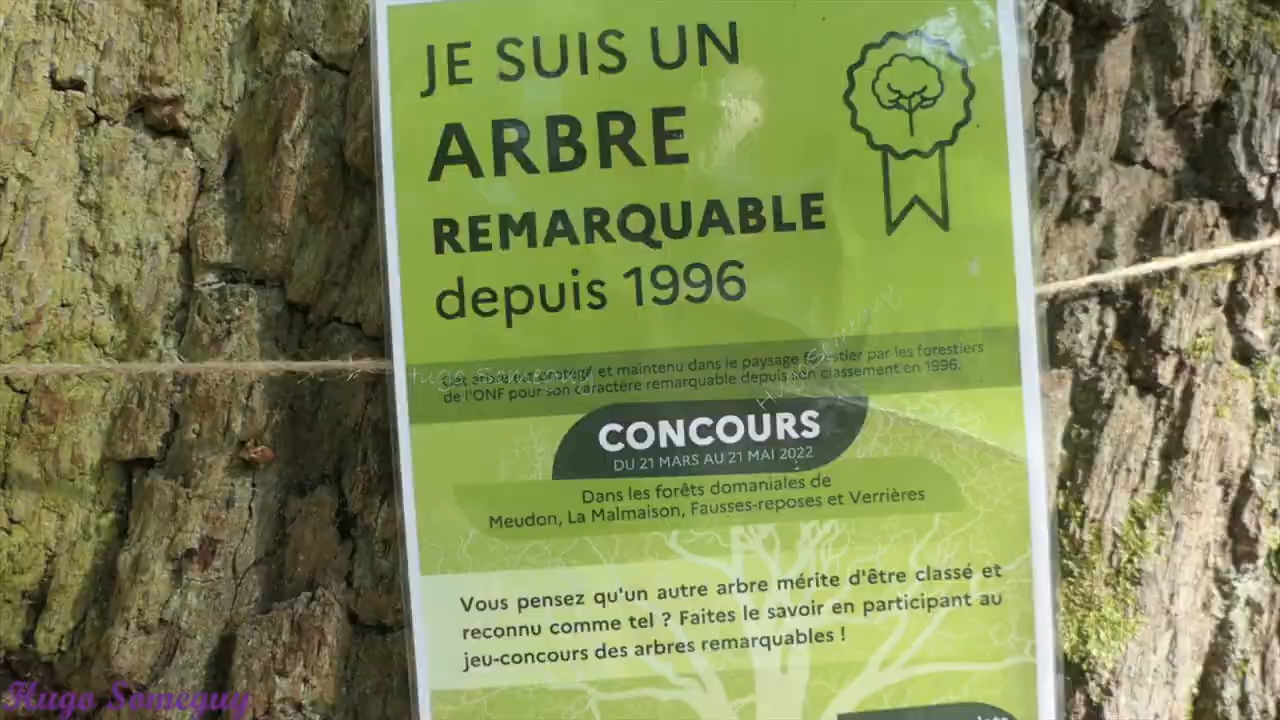 JE SUIS UN
ARBRE
REMARQUABLE
depuis 1996
Cet arbre est protégé et maintenu dans le paysage forestier par les forestiers
de l'ONF pour son caractère remarquable depuis son classement en 1996.
CONCOURS
DU 21 MARS AU 21 MAI 2022
Dans les forêts domaniales de
Meudon, La Malmaison, Fausses-reposes et Verrières
Vous pensez qu'un autre arbre mérite d'être classé et
reconnu comme tel ? Faites le savoir en participant au
jeu-concours des arbres remarquables !
Hugo Someguy